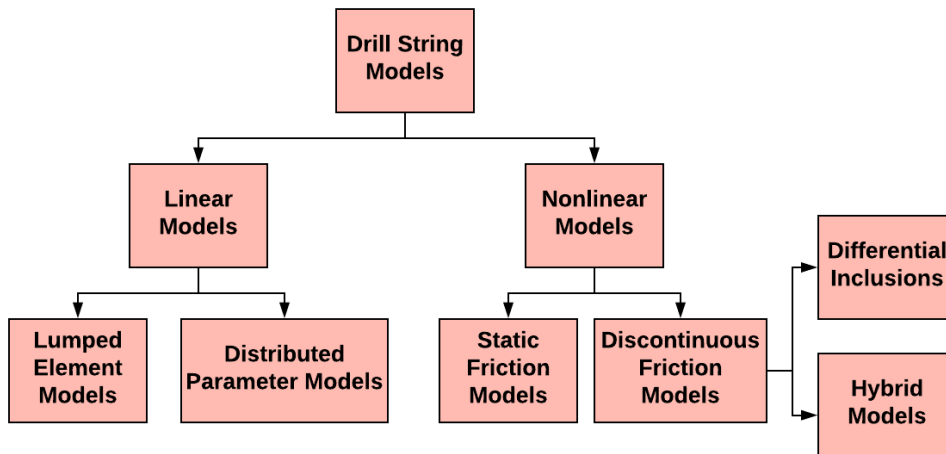 Drill String
Models
Linear
Models
Nonlinear
Models
Differential
Inclusions
Lumped
Element
Models
Distributed
Parameter Models
Static
Friction
Models
Discontinuous
Friction
Models
Hybrid
Models